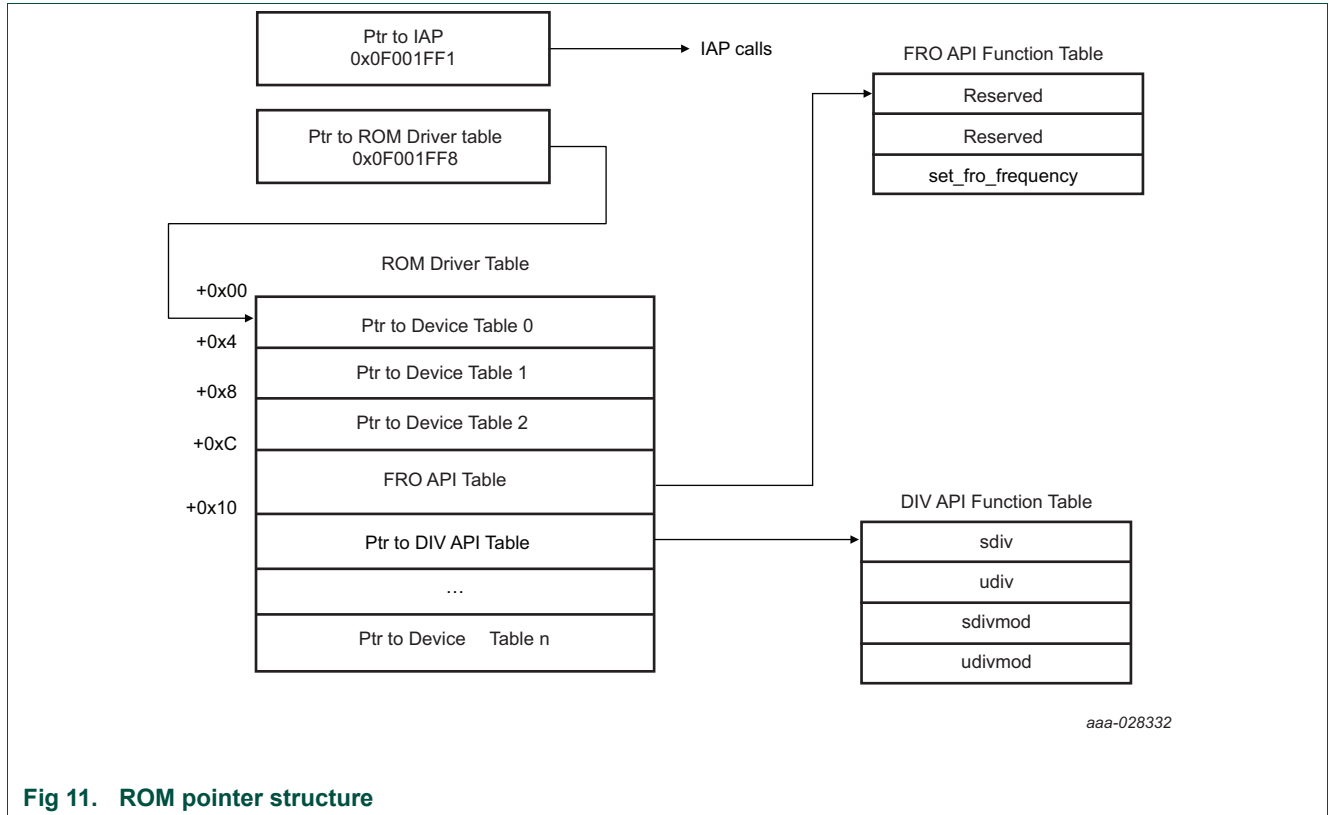 Ptr to IAP
0x0F001FF1
IAP calls
Ptr to ROM Driver table
0x0F001FF8
FRO API Function Table
Reserved
Reserved
set_fro_frequency
ROM Driver Table
+0x00
Ptr to Device Table 0
+0x4
Ptr to Device Table 1
+0x8
Ptr to Device Table 2
+0xC
FRO API Table
+0x10
Ptr to DIV API Table
…
Ptr to Device Table n
DIV API Function Table
sdiv
udiv
sdivmod
udivmod
aaa-028332
Fig 11. ROM pointer structure